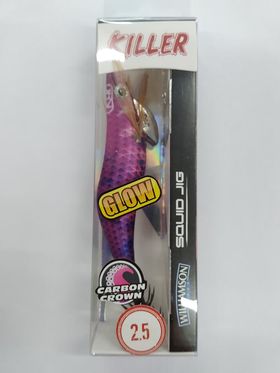 KILLER
GLOW
SQUID JIG
WILLIAMSON
CARBON
CROWN
2.5